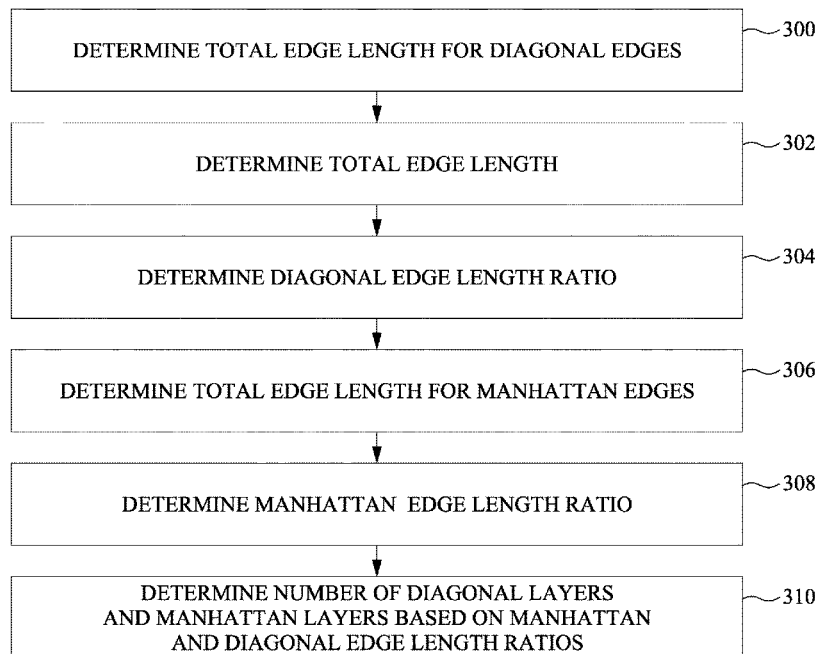 DETERMINE TOTAL EDGE LENGTH FOR DIAGONAL EDGES
300
DETERMINE TOTAL EDGE LENGTH
302
DETERMINE DIAGONAL EDGE LENGTH RATIO
304
DETERMINE TOTAL EDGE LENGTH FOR MANHATTAN EDGES
306
DETERMINE MANHATTAN EDGE LENGTH RATIO
308
DETERMINE NUMBER OF DIAGONAL LAYERS
AND MANHATTAN LAYERS BASED ON MANHATTAN
AND DIAGONAL EDGE LENGTH RATIOS
310